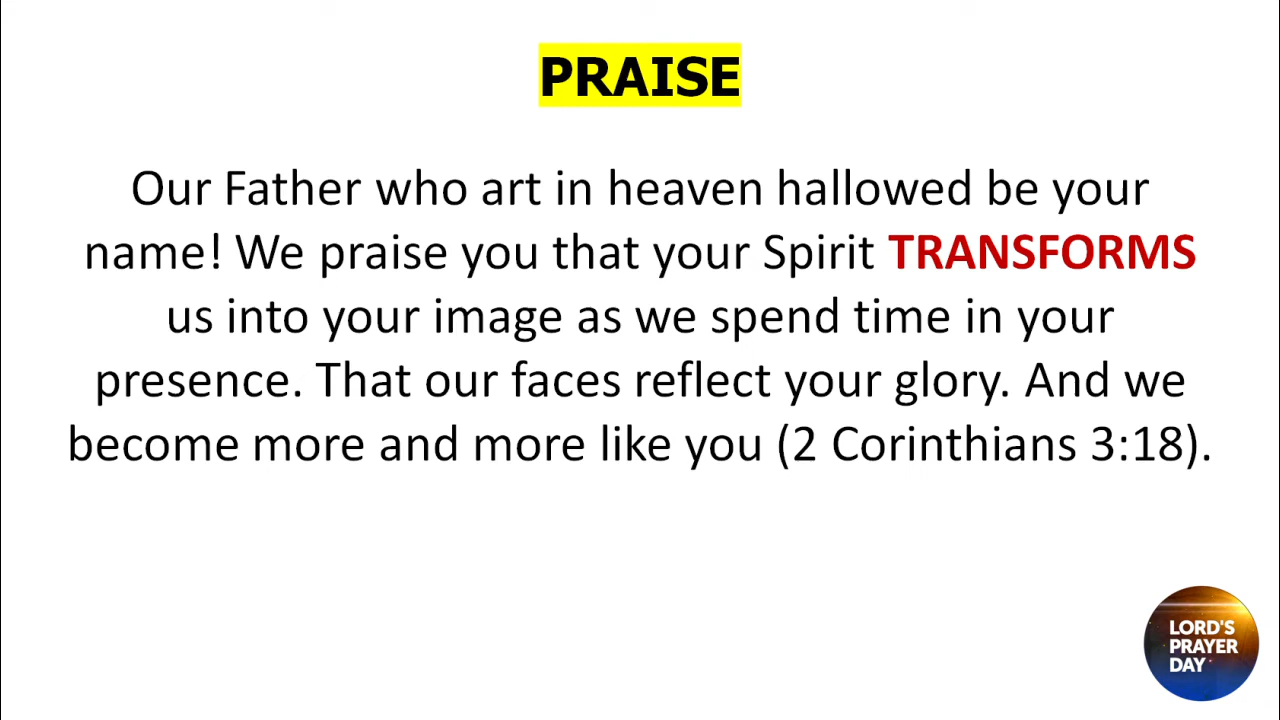 PRAISE
Our Father who art in heaven hallowed be your
name! We praise you that your Spirit TRANSFORMS
us into your image as we spend time in your
presence. That our faces reflect your glory. And we
become more and more like you (2 Corinthians 3:18).
LORD'S
PRAYER
DAY